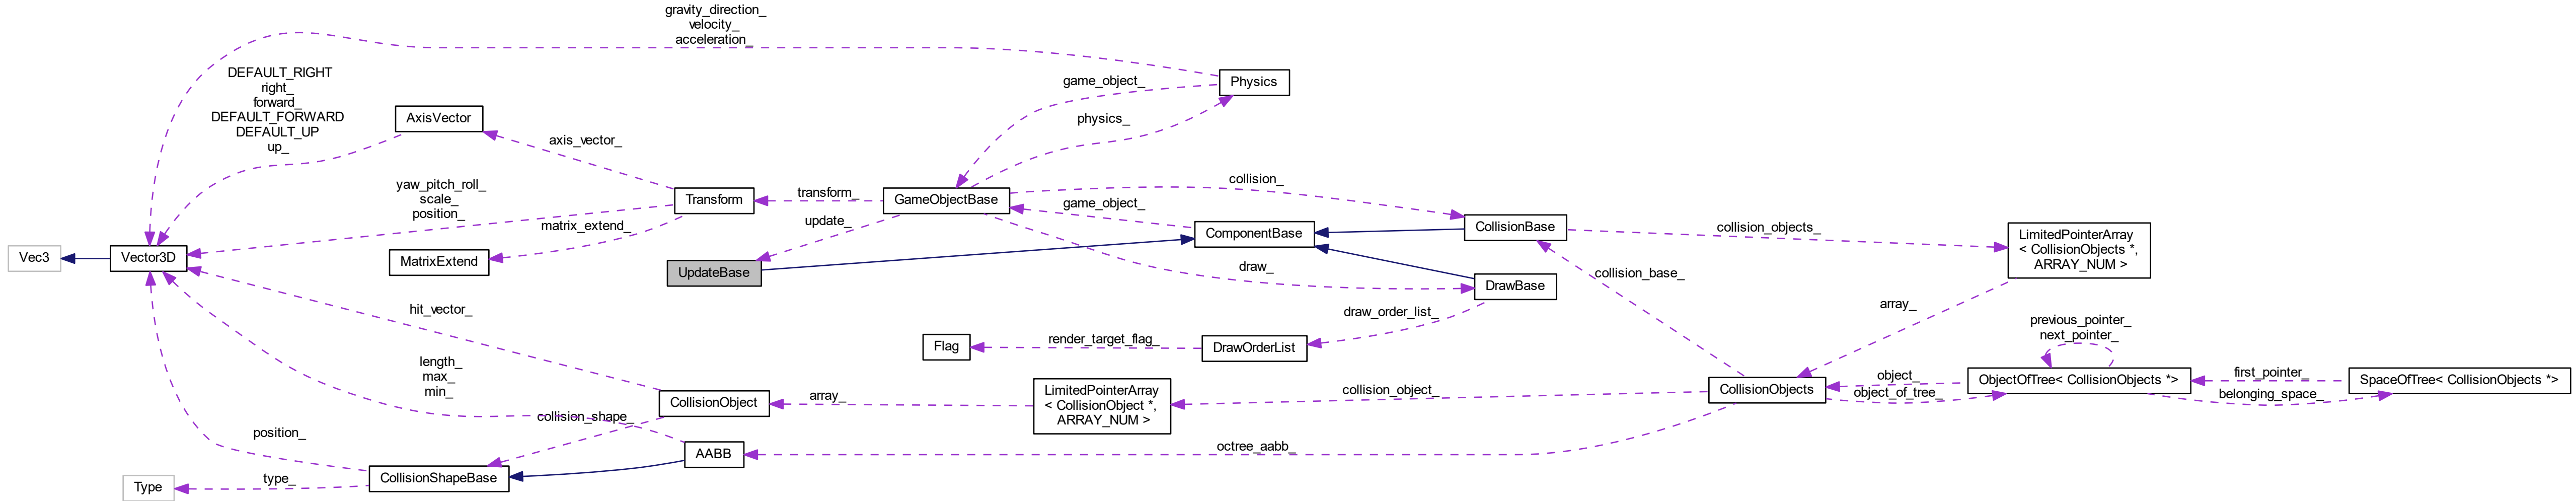 gravity_direction_
velocity_
acceleration_
DEFAULT_RIGHT
right_
forward_
DEFAULT_FORWARD
DEFAULT_UP
up_
game_object_
Physics
AxisVector
physics_
axis_vector_
yaw_pitch_roll_
scale_
position_
Transform
transform_
GameObjectBase
collision_
game_object_
update_
matrix_extend_
Vec3
Vector3D
MatrixExtend
UpdateBase
ComponentBase
CollisionBase
collision_objects_
LimitedPointerArray
< CollisionObjects *,
ARRAY_NUM >
draw_
DrawBase
collision_base_
hit_vector_
draw_order_list_
array_
Flag
render_target_flag_
DrawOrderList
previous_pointer_
next_pointer_
length_
max_
min_
CollisionObject
array_
LimitedPointerArray
< CollisionObject *,
ARRAY_NUM >
collision_object_
CollisionObjects
object_
object_of_tree_
ObjectOfTree< CollisionObjects *>
first_pointer_
belonging_space_
SpaceOfTree< CollisionObjects *>
position_
collision_shape_
AABB
octree_aabb_
Type
type_
CollisionShapeBase